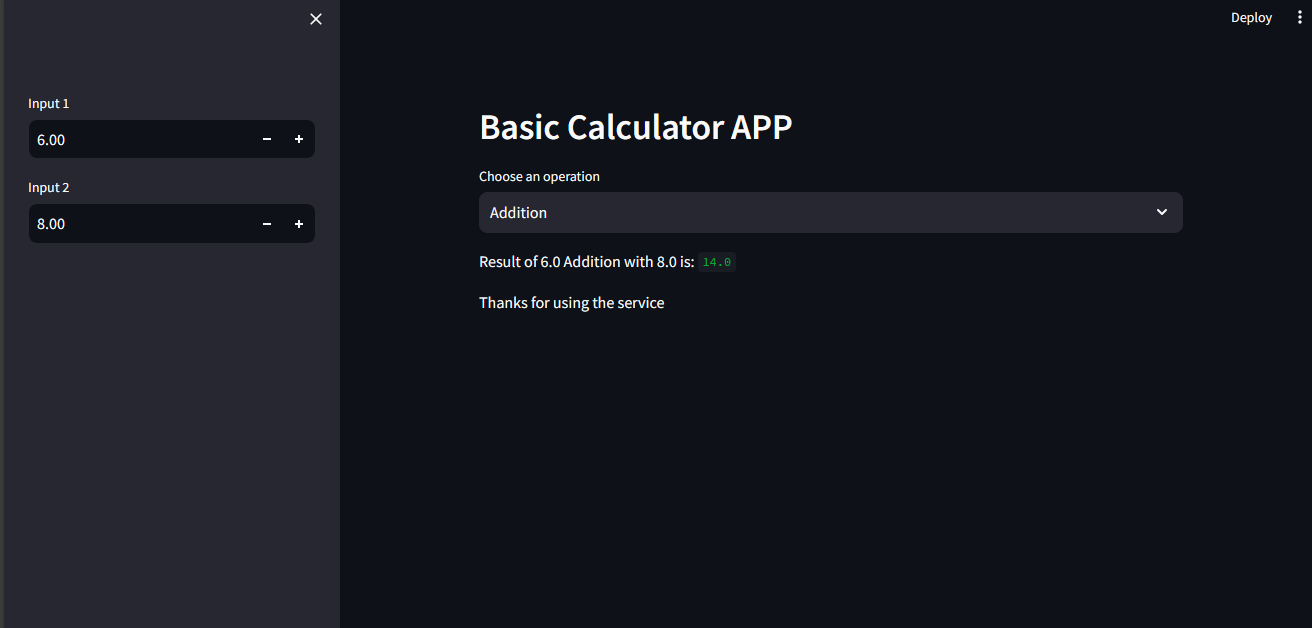 Deploy
Input 1
6.00
Input 2
8.00
Basic Calculator APP
Choose an operation
Addition
Result of 6.0 Addition with 8.0 is: 14.0
Thanks for using the service